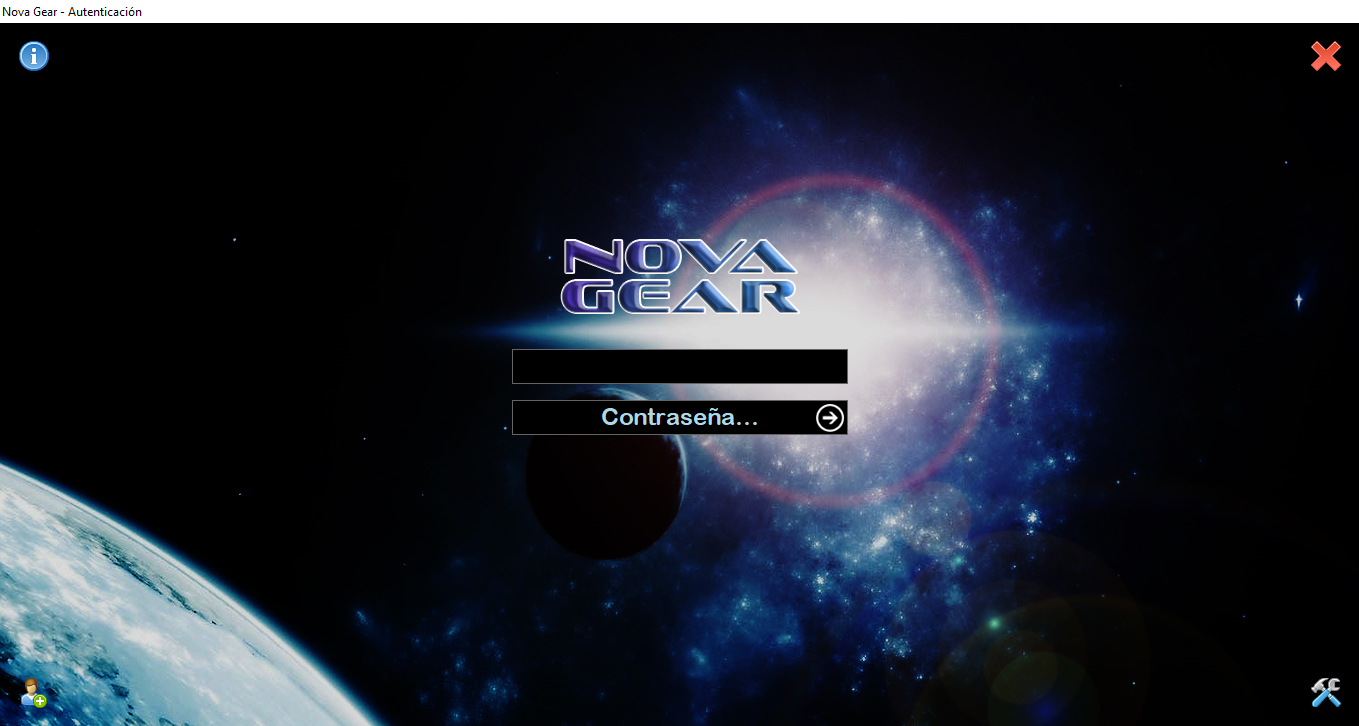 Nova Gear - Autenticación
NOVA
GEAR
Contraseña...